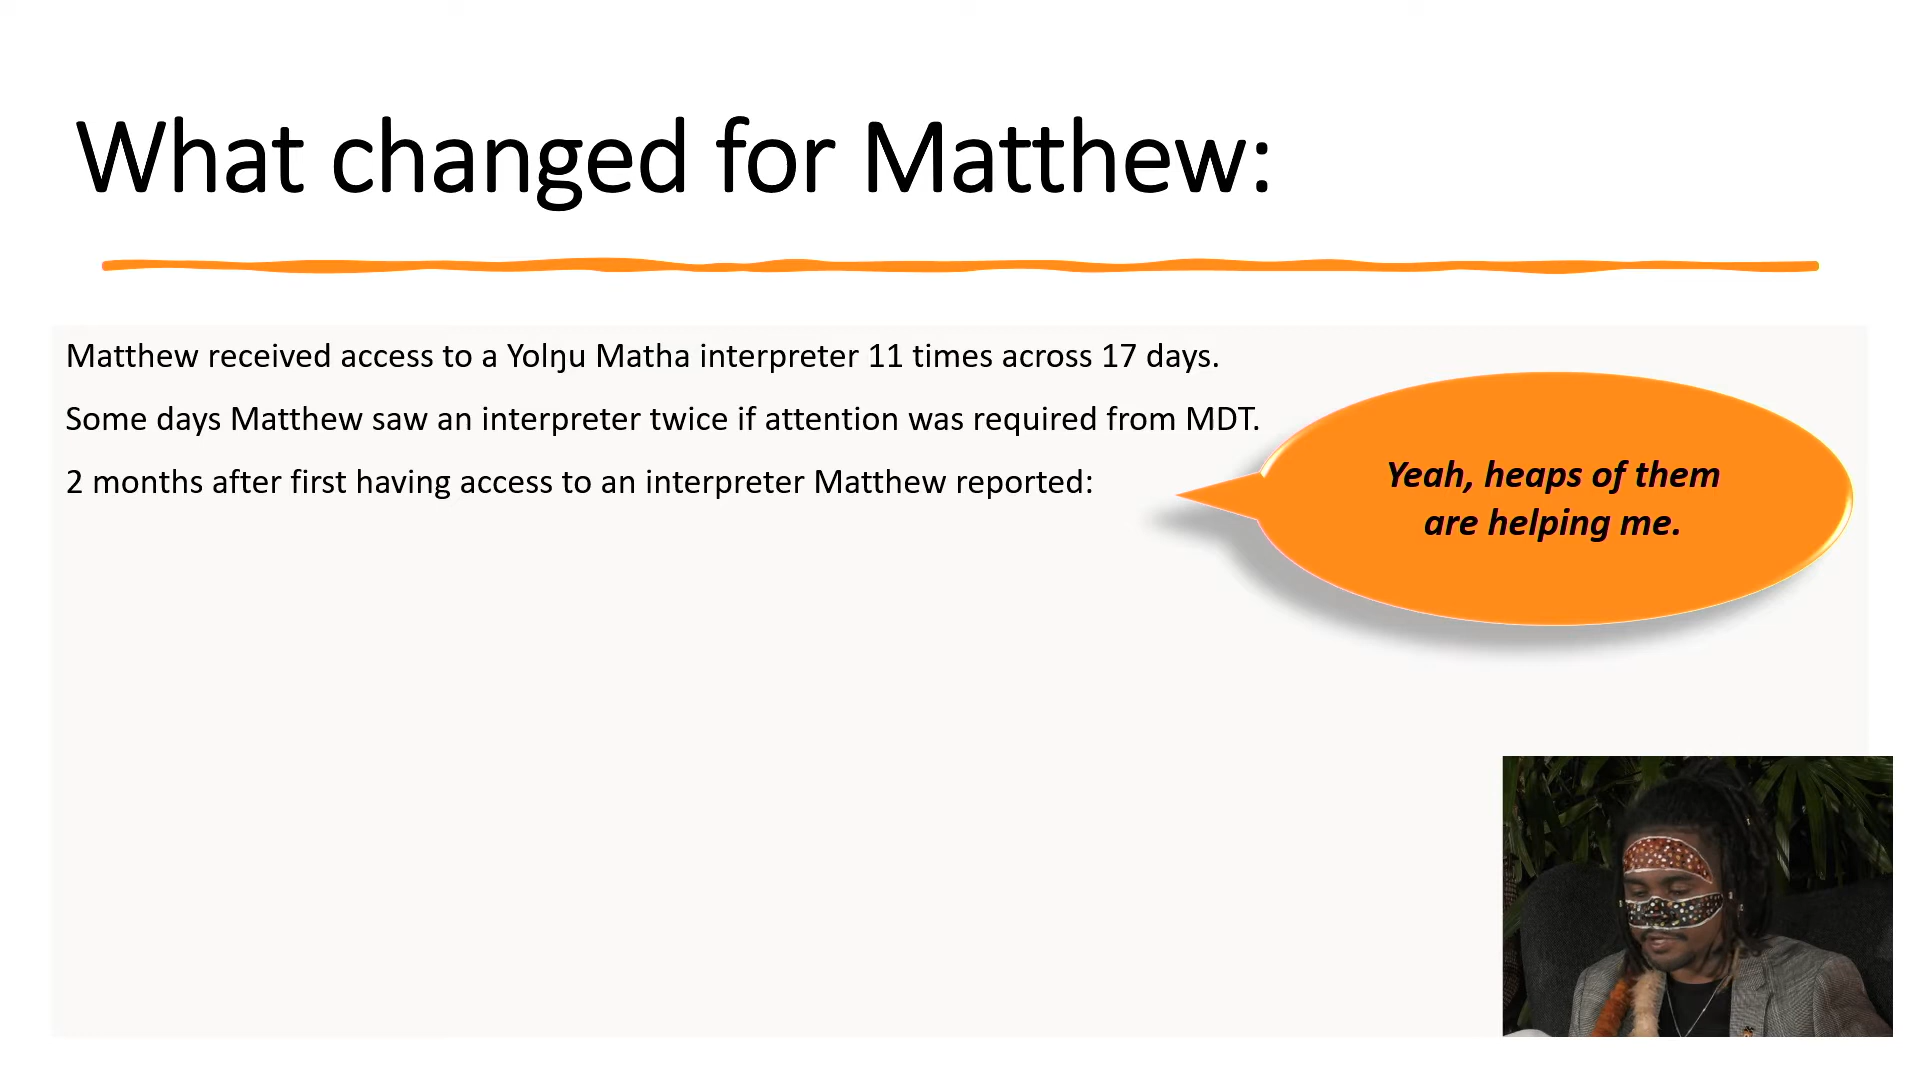 What changed for Matthew:
Matthew received access to a Yolŋu Matha interpreter 11 times across 17 days.
Some days Matthew saw an interpreter twice if attention was required from MDT.
2 months after first having access to an interpreter Matthew reported:
Yeah, heaps of them
are helping me.